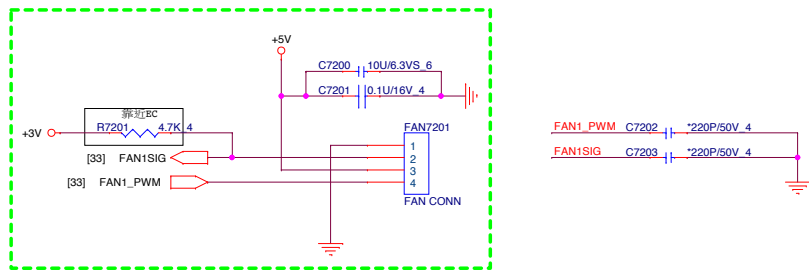 +5V
C7200 10U/6.3VS_6
C7201 0.1U/16V_4
靠近EC
+3V R7201 4.7K_4
[33] FAN1SIG
[33] FAN1_PWM
FAN7201
1
2
3
4
FAN CONN
FAN1_PWM C7202 *220P/50V_4
FAN1SIG C7203 *220P/50V_4